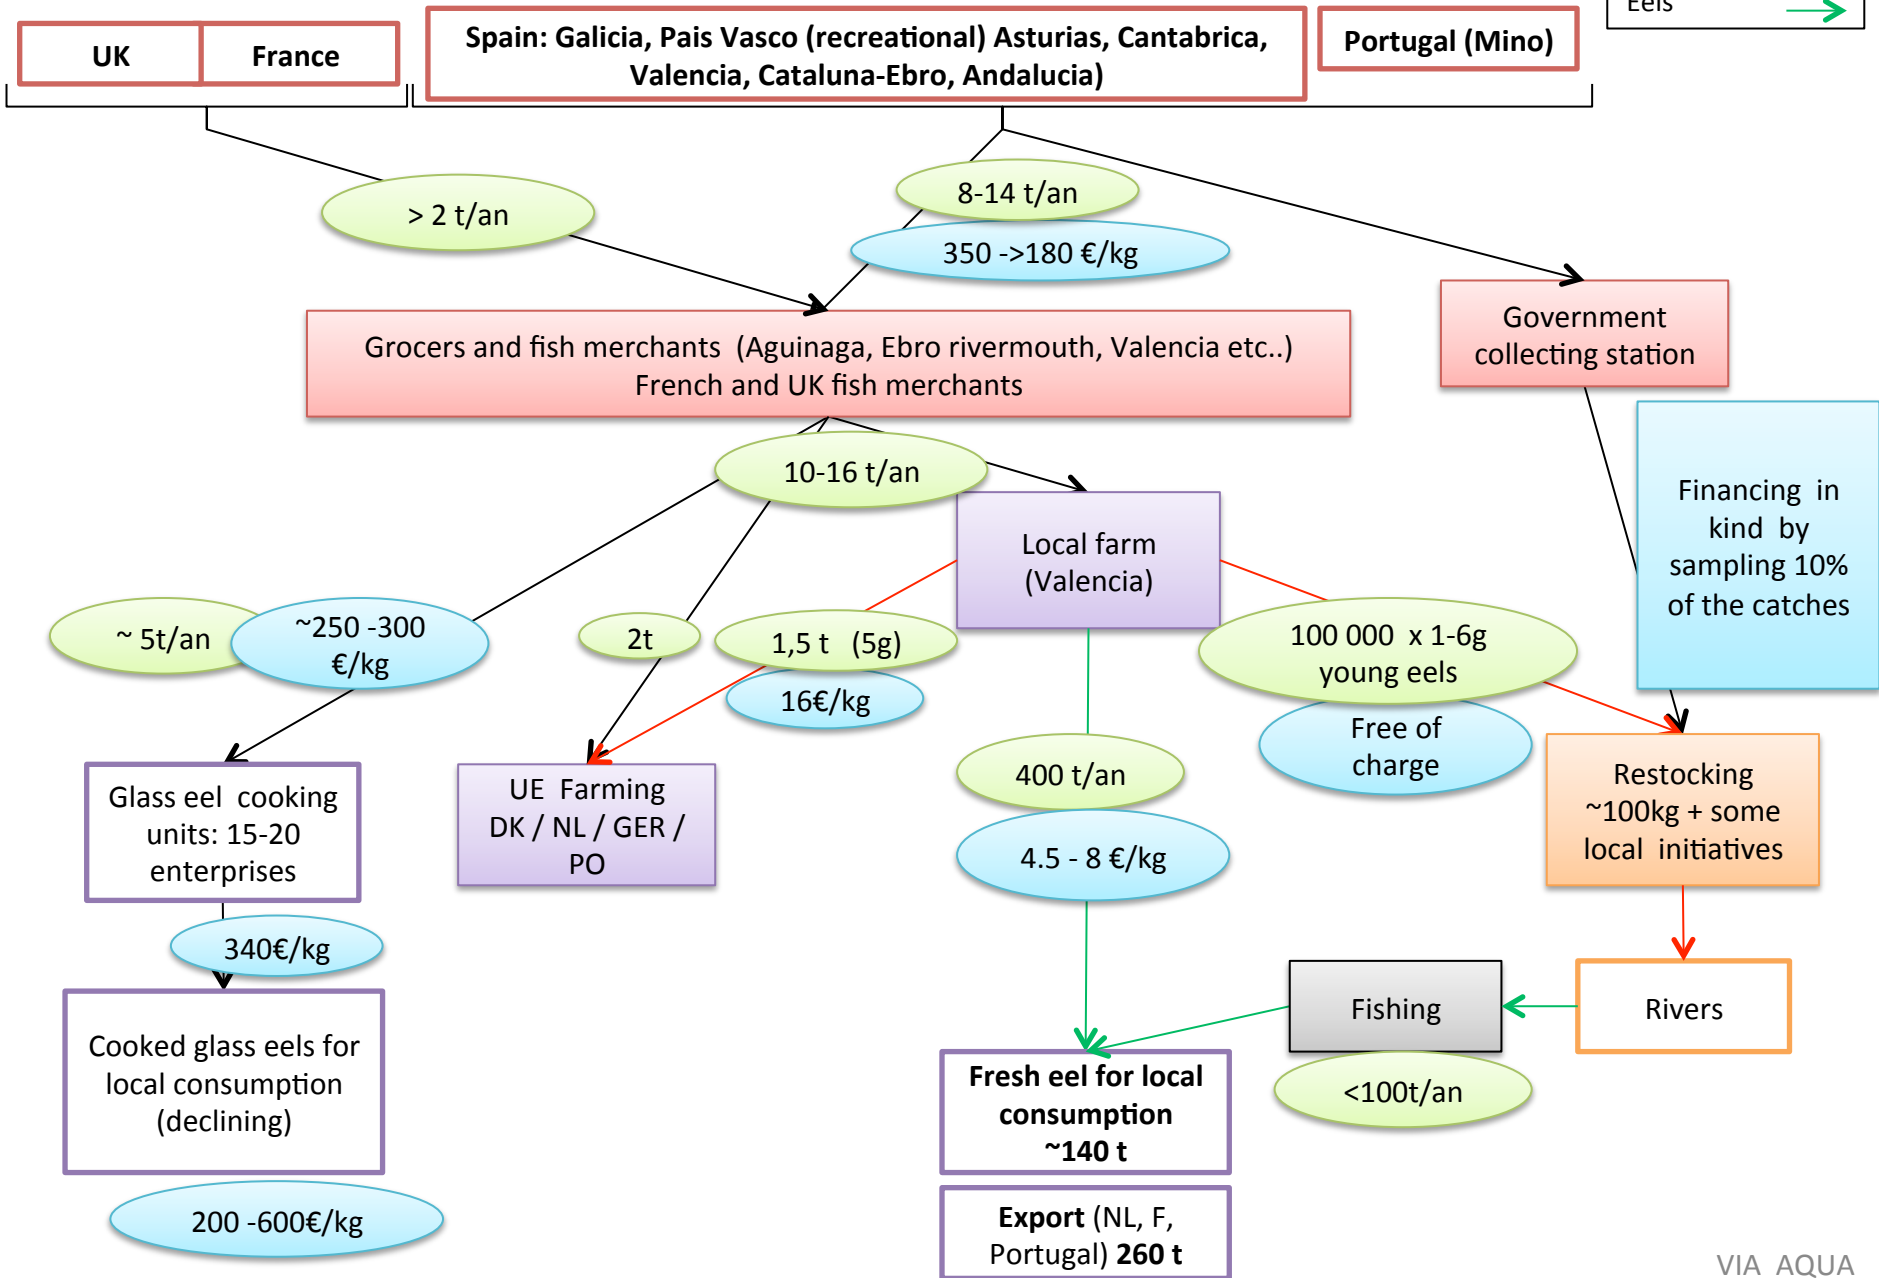 Eels
UK
France
Spain: Galicia, Pais Vasco (recreational) Asturias, Cantabrica,
Valencia, Cataluna-Ebro, Andalucia)
Portugal (Mino)
> 2 t/an
8-14 t/an
350 ->180 €/kg
Grocers and fish merchants (Aguinaga, Ebro rivermouth, Valencia etc..)
French and UK fish merchants
Government
collecting station
10-16 t/an
Financing in
kind by
sampling 10%
of the catches
Local farm
(Valencia)
~ 5t/an
~250 -300
€/kg
2t
1,5 t (5g)
16€/kg
100 000 x 1-6g
young eels
Free of
charge
Glass eel cooking
units: 15-20
enterprises
UE Farming
DK / NL / GER /
PO
400 t/an
4.5 - 8 €/kg
Restocking
~100kg + some
local initiatives
340€/kg
Cooked glass eels for
local consumption
(declining)
200 -600€/kg
Fishing
Rivers
<100t/an
Fresh eel for local
consumption
~140 t
Export (NL, F,
Portugal) 260 t
VIA AQUA